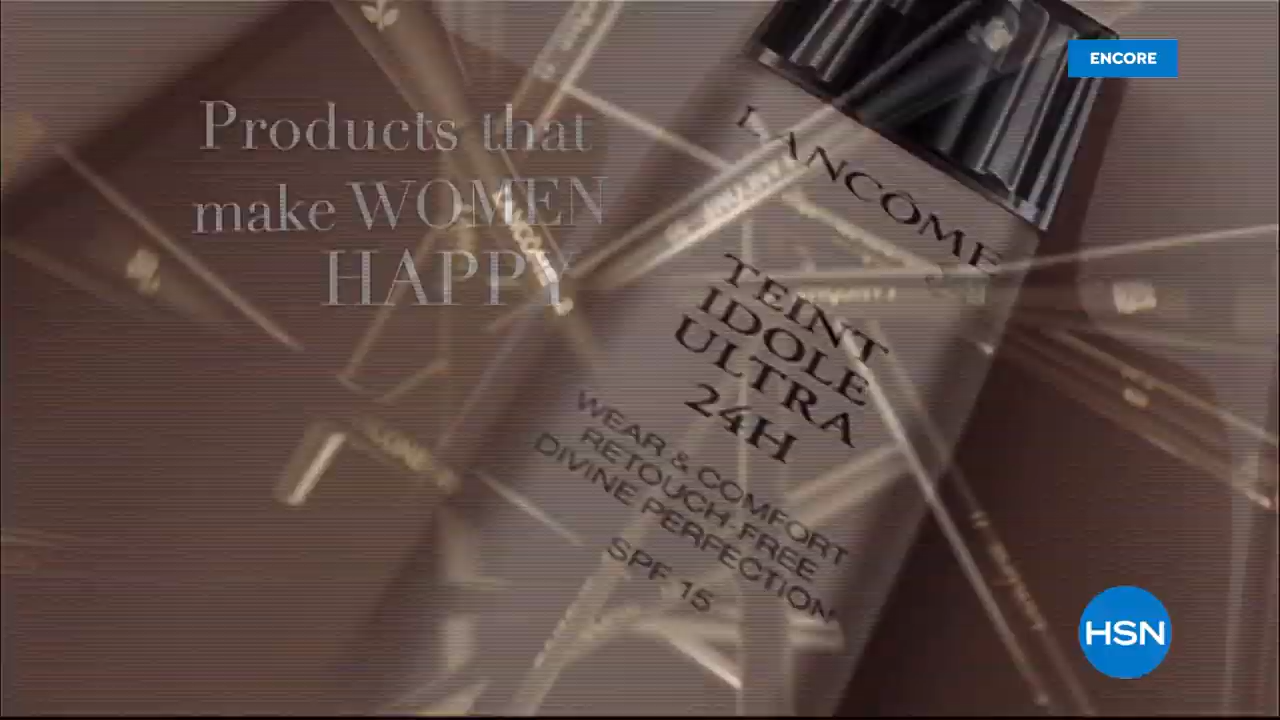 ENCORE
Products that
make WOMEN
HAPPY
LANCÔME
TEINT
IDOLE
ULTRA
24H
WEAR & COMFORT
RETOUCH-FREE
DIVINE PERFECTION
SPF 15
HSN